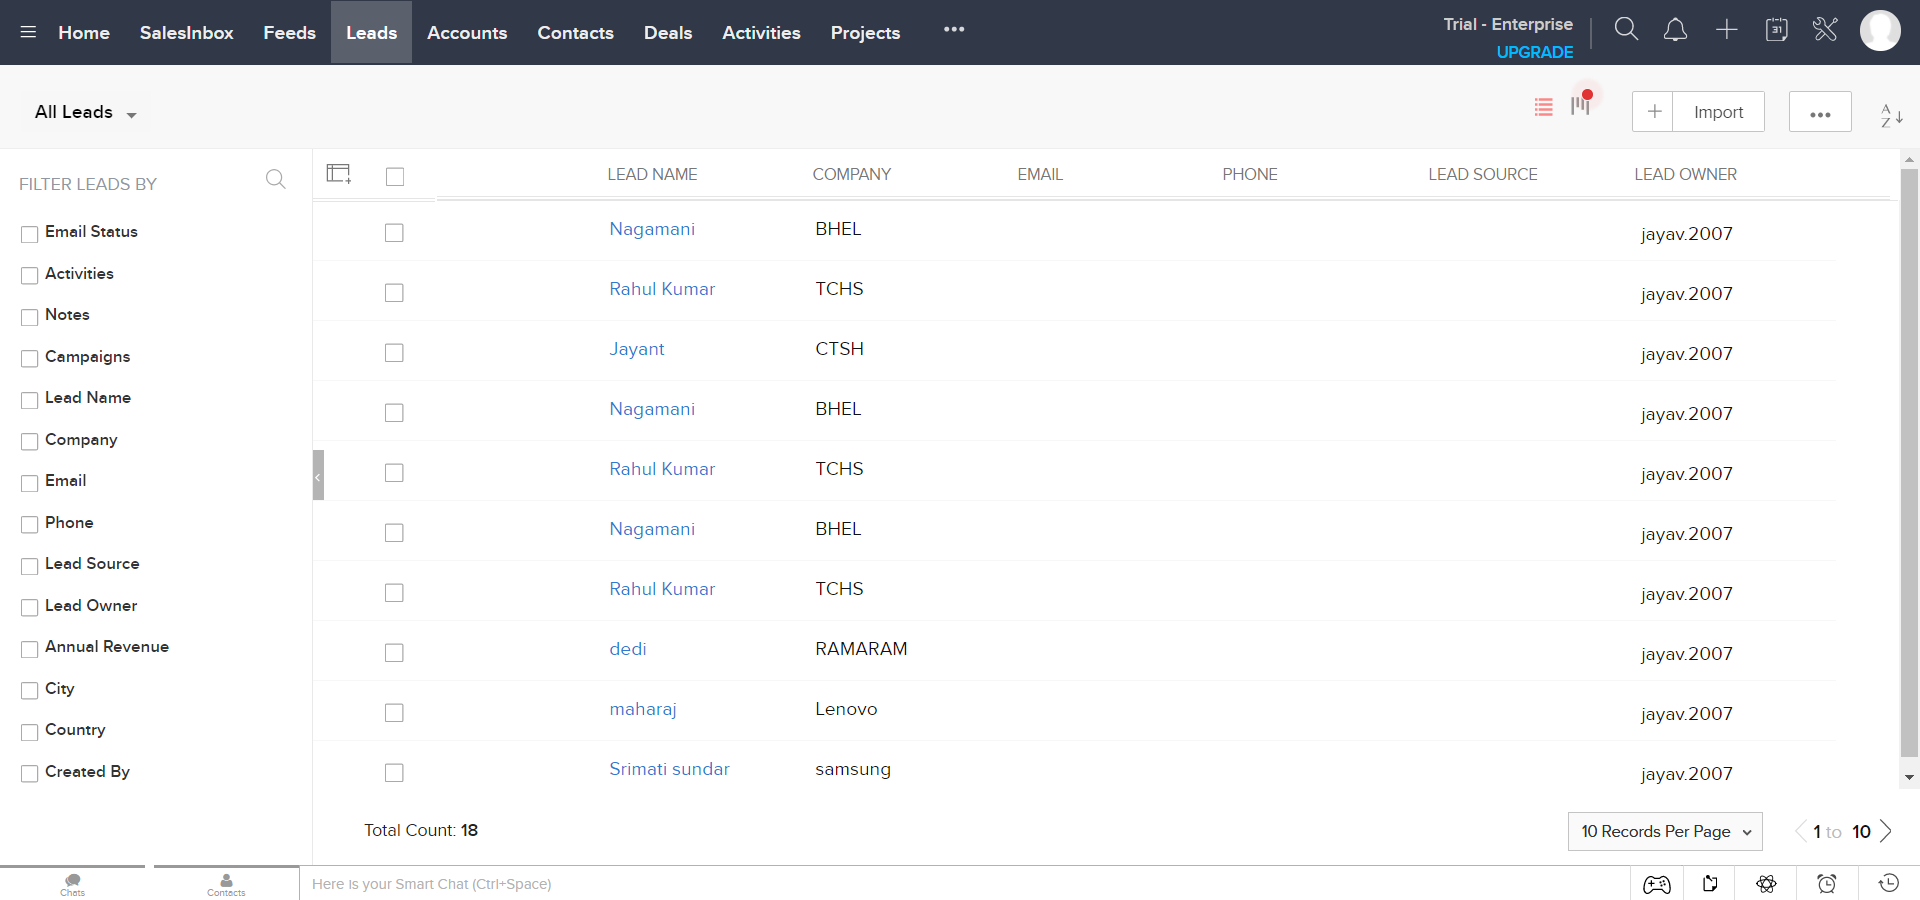 Home SalesInbox Feeds Leads Accounts Contacts Deals Activities Projects ••• Trial - Enterprise
UPGRADE
31
All Leads
Import •••
A
Z
FILTER LEADS BY
Email Status
Activities
Notes
Campaigns
Lead Name
Company
Email
Phone
Lead Source
Lead Owner
Annual Revenue
City
Country
Created By
LEAD NAME COMPANY EMAIL PHONE LEAD SOURCE LEAD OWNER
Nagamani BHEL jayav.2007
Rahul Kumar TCHS jayav.2007
Jayant CTSH jayav.2007
Nagamani BHEL jayav.2007
Rahul Kumar TCHS jayav.2007
Nagamani BHEL jayav.2007
Rahul Kumar TCHS jayav.2007
dedi RAMARAM jayav.2007
maharaj Lenovo jayav.2007
Srimati sundar samsung jayav.2007
Total Count: 18 10 Records Per Page 1 to 10
Chats Contacts Here is your Smart Chat (Ctrl+Space)